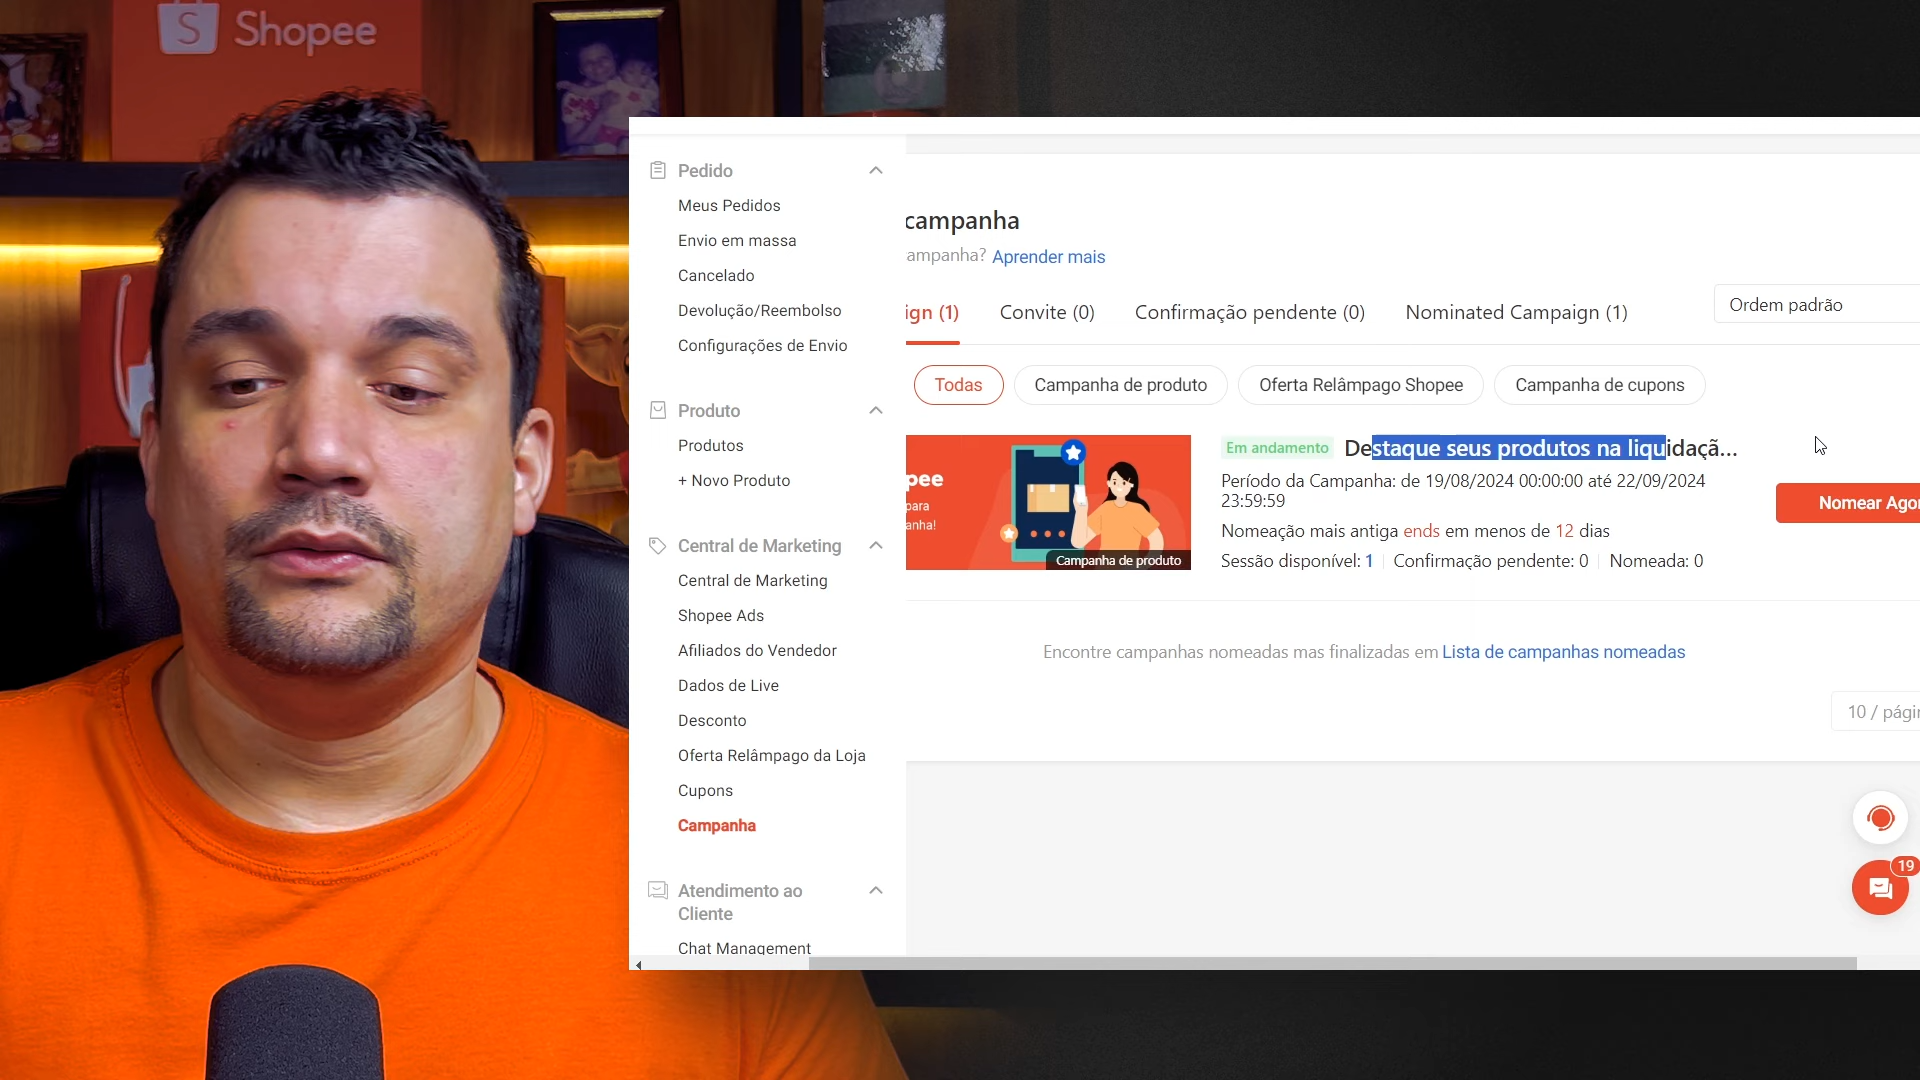 Shopee
Pedido
Meus Pedidos
Envio em massa
Cancelado
Devolução/Reembolso
Configurações de Envio
Produto
Produtos
+ Novo Produto
Central de Marketing
Central de Marketing
Shopee Ads
Afiliados do Vendedor
Dados de Live
Desconto
Oferta Relâmpago da Loja
Cupons
Campanha
Atendimento ao
Cliente
Chat Management
campanha
ampanha? Aprender mais
ign (1) Convite (0) Confirmação pendente (0) Nominated Campaign (1)
Ordem padrão
Todas Campanha de produto Oferta Relâmpago Shopee Campanha de cupons
pee
para
anha!
Campanha de produto
Em andamento Destaque seus produtos na liquidaçã...
Período da Campanha: de 19/08/2024 00:00:00 até 22/09/2024
23:59:59
Nomeação mais antiga ends em menos de 12 dias
Sessão disponível: 1 Confirmação pendente: 0 Nomeada: 0
Nomear Agor
Encontre campanhas nomeadas mas finalizadas em Lista de campanhas nomeadas
10 / págin
19